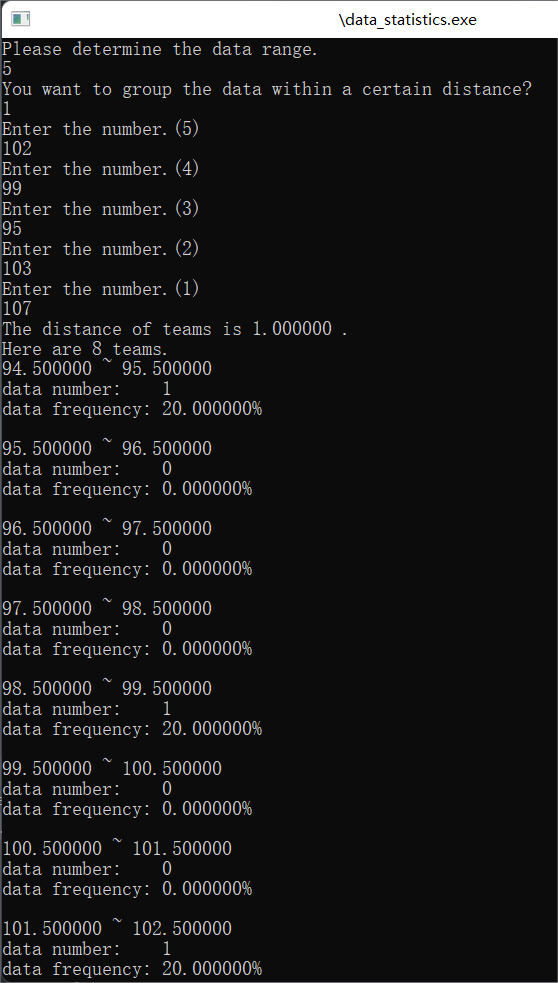 \data_statistics.exe
Please determine the data range.
5
You want to group the data within a certain distance?
1
Enter the number.(5)
102
Enter the number.(4)
99
Enter the number.(3)
95
Enter the number.(2)
103
Enter the number.(1)
107
The distance of teams is 1.000000 .
Here are 8 teams.
94.500000 ~ 95.500000
data number:    1
data frequency: 20.000000%
95.500000 ~ 96.500000
data number:    0
data frequency: 0.000000%
96.500000 ~ 97.500000
data number:    0
data frequency: 0.000000%
97.500000 ~ 98.500000
data number:    0
data frequency: 0.000000%
98.500000 ~ 99.500000
data number:    1
data frequency: 20.000000%
99.500000 ~ 100.500000
data number:    0
data frequency: 0.000000%
100.500000 ~ 101.500000
data number:    0
data frequency: 0.000000%
101.500000 ~ 102.500000
data number:    1
data frequency: 20.000000%